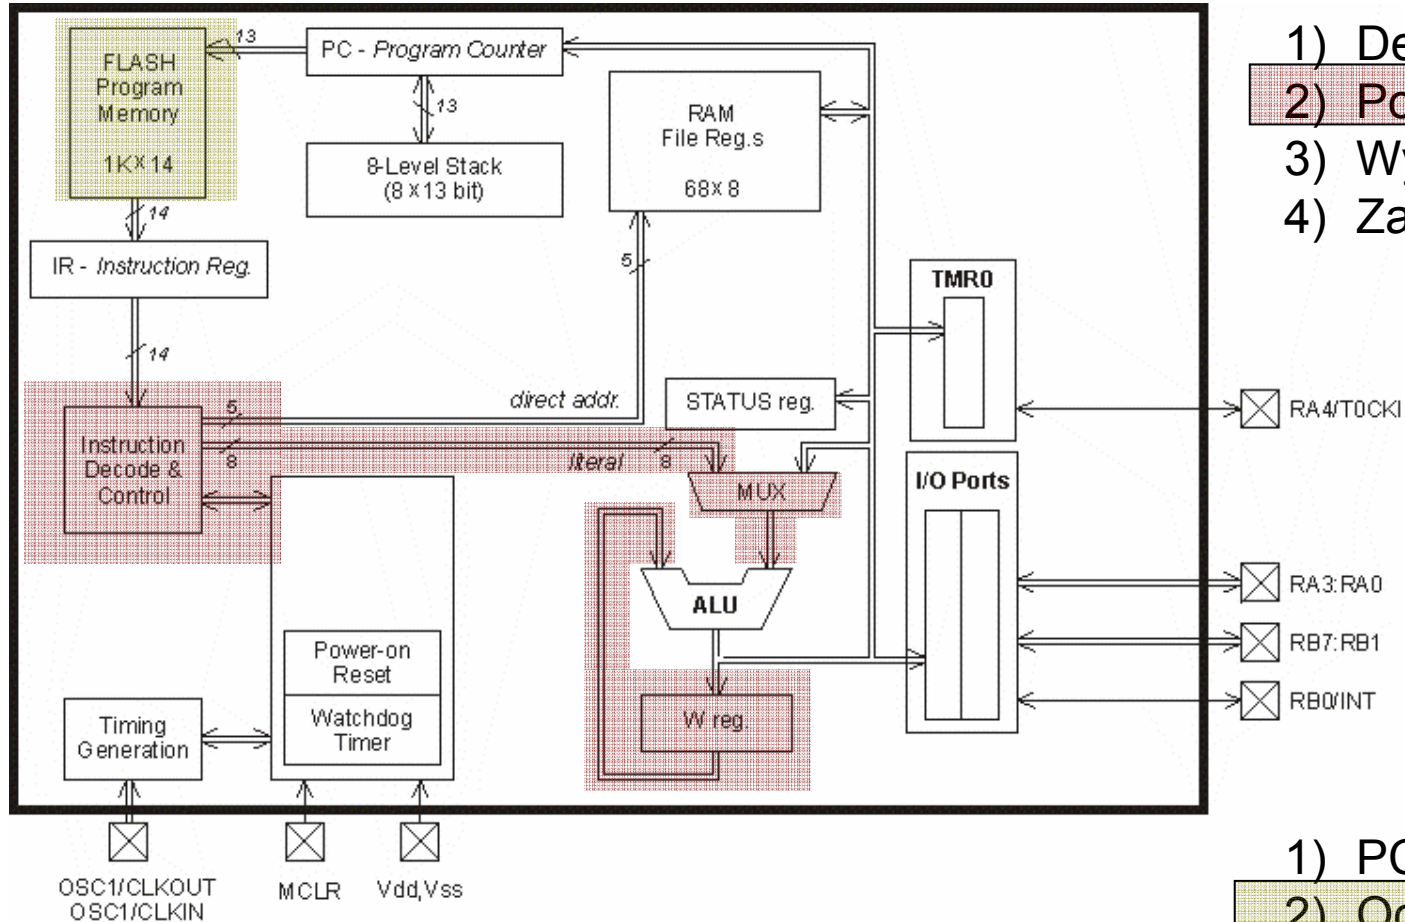 13
FLASH
Program
Memory
1K X 14
PC - Program Counter
13
8-Level Stack
(8 X 13 bit)
RAM
File Reg.s
68X 8
14
IR - Instruction Reg.
14
5
TMR0
direct addr.
STATUS reg.
5
8
literal
8
Instruction
Decode &
Control
MUX
ALU
W reg.
I/O Ports
Power-on
Reset
Watchdog
Timer
Timing
Generation
RA4/T0CKI
RA3:RA0
RB7:RB1
RB0/INT
OSC1/CLKOUT
OSC1/CLKIN
MCLR
Vdd,Vss
1) De
2) Po
3) Wy
4) Za
1) PC
2) Od